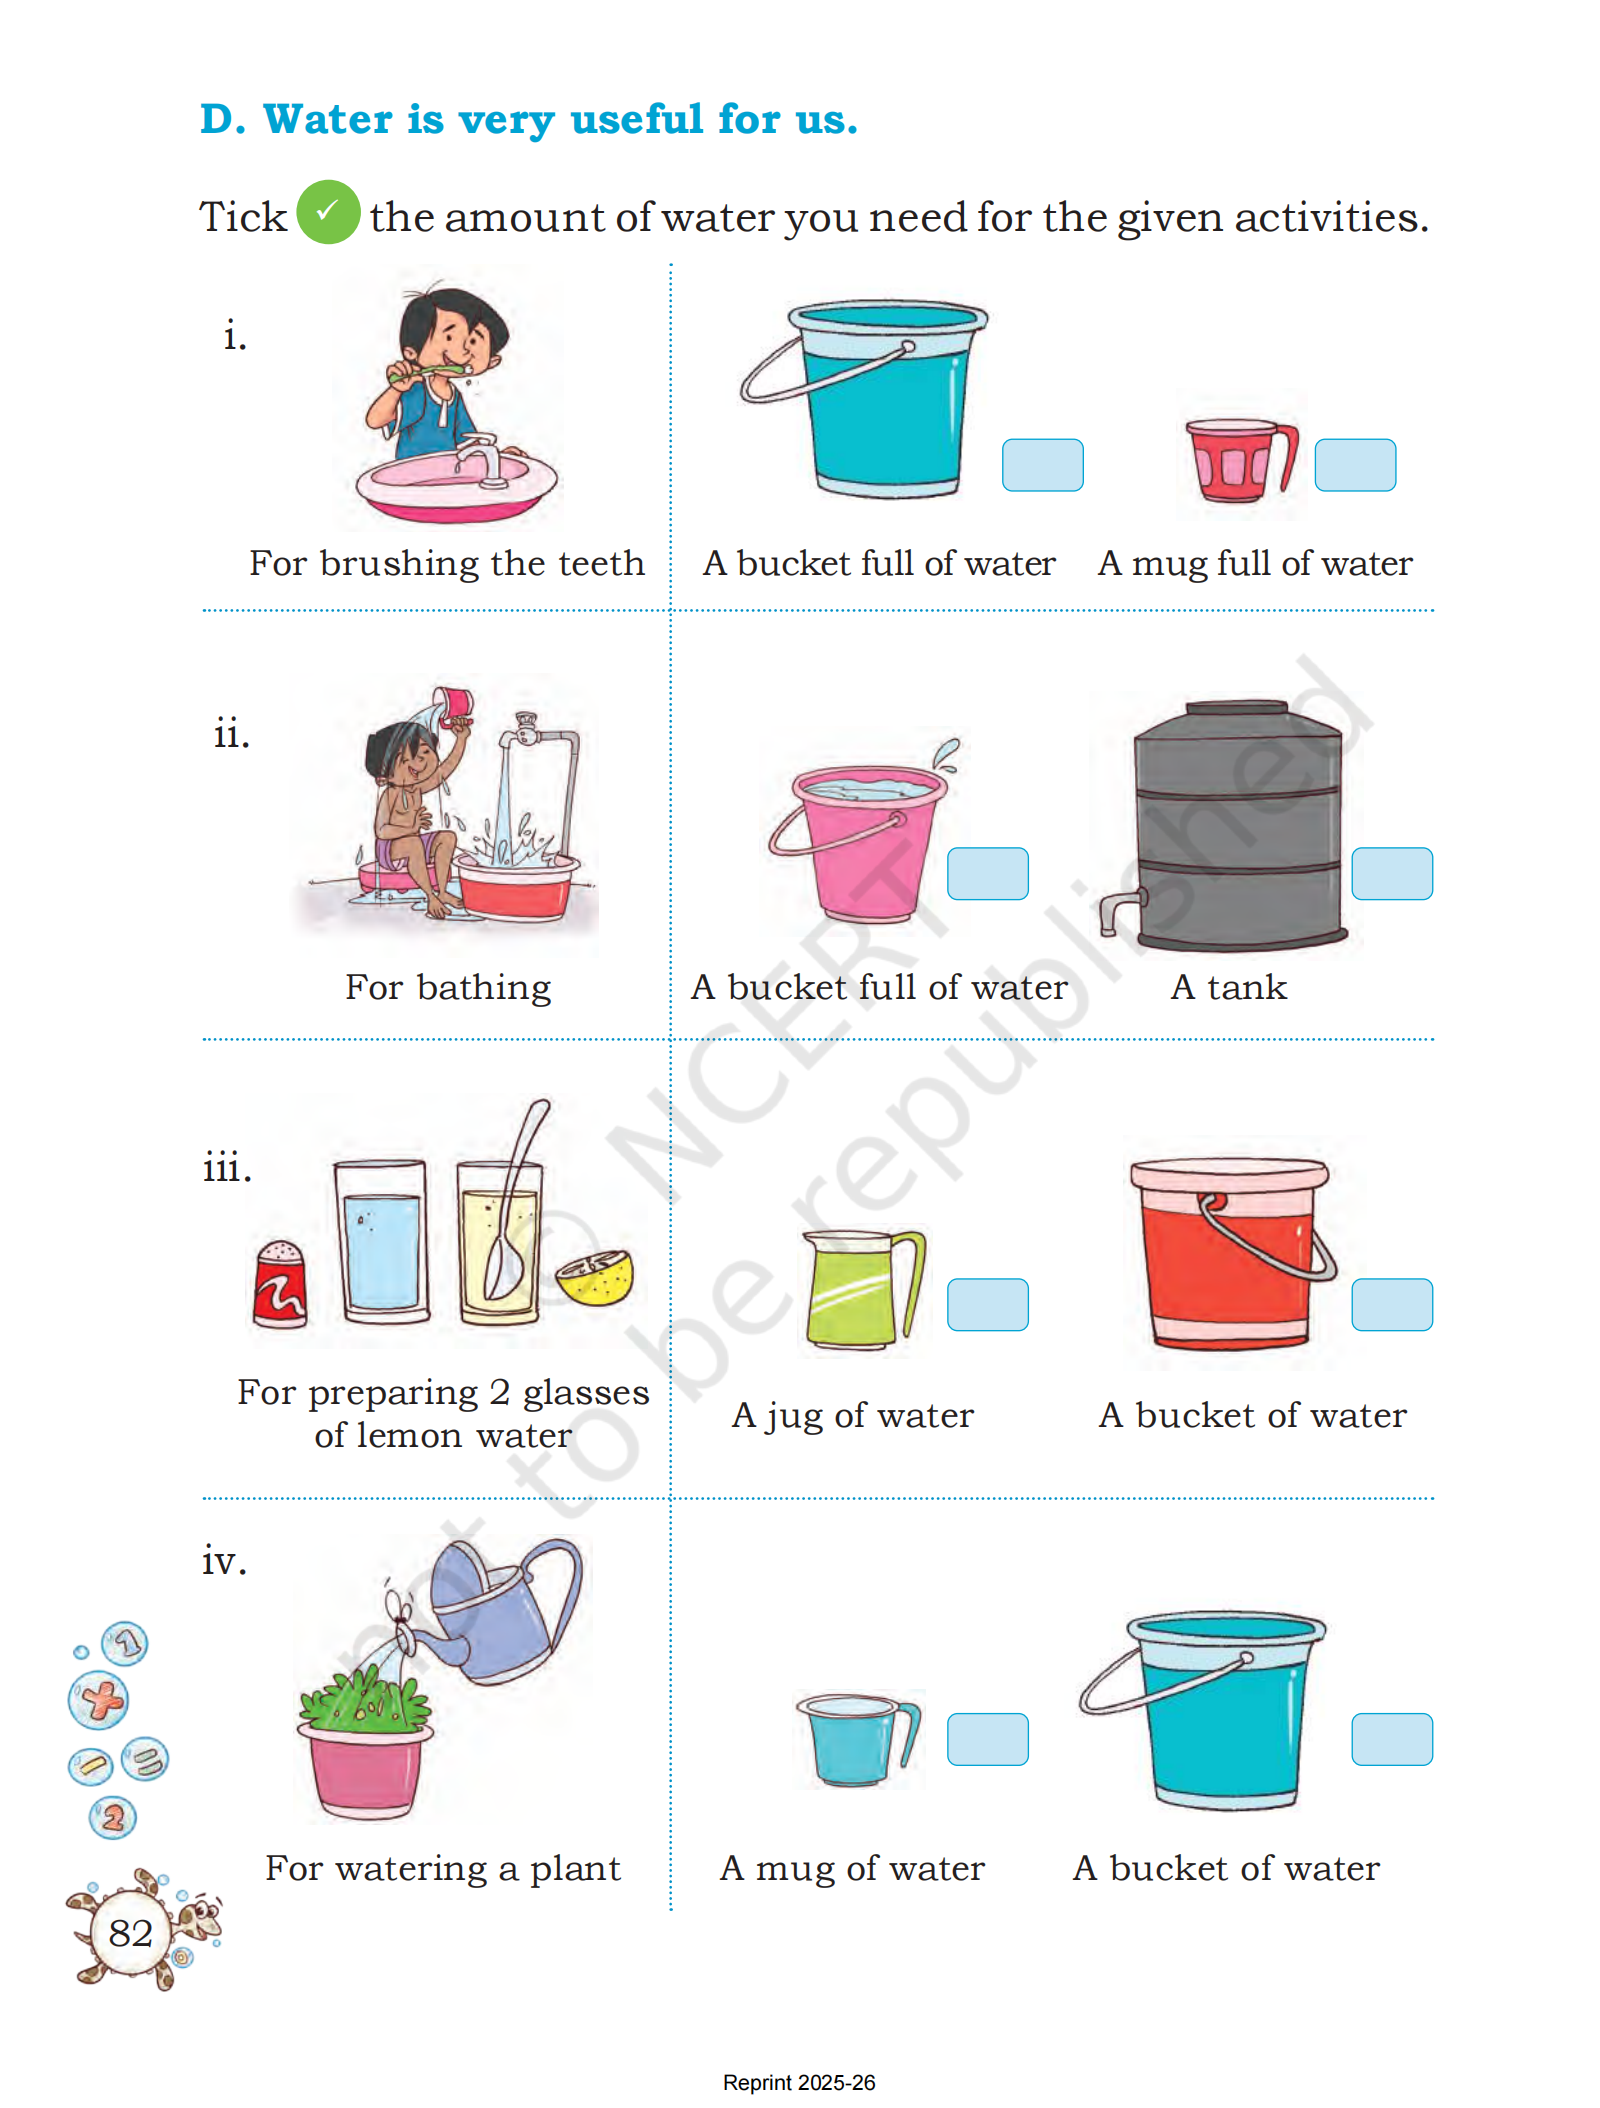 D. Water is very useful for us.
Tick ✓ the amount of water you need for the given activities.
i.
For brushing the teeth
A bucket full of water
A mug full of water
ii.
For bathing
A bucket full of water
A tank
iii.
For preparing 2 glasses
of lemon water
A jug of water
A bucket of water
iv.
For watering a plant
A mug of water
A bucket of water
© NCERT
not to be republished
1
+
−
=
2
82
Reprint 2025-26